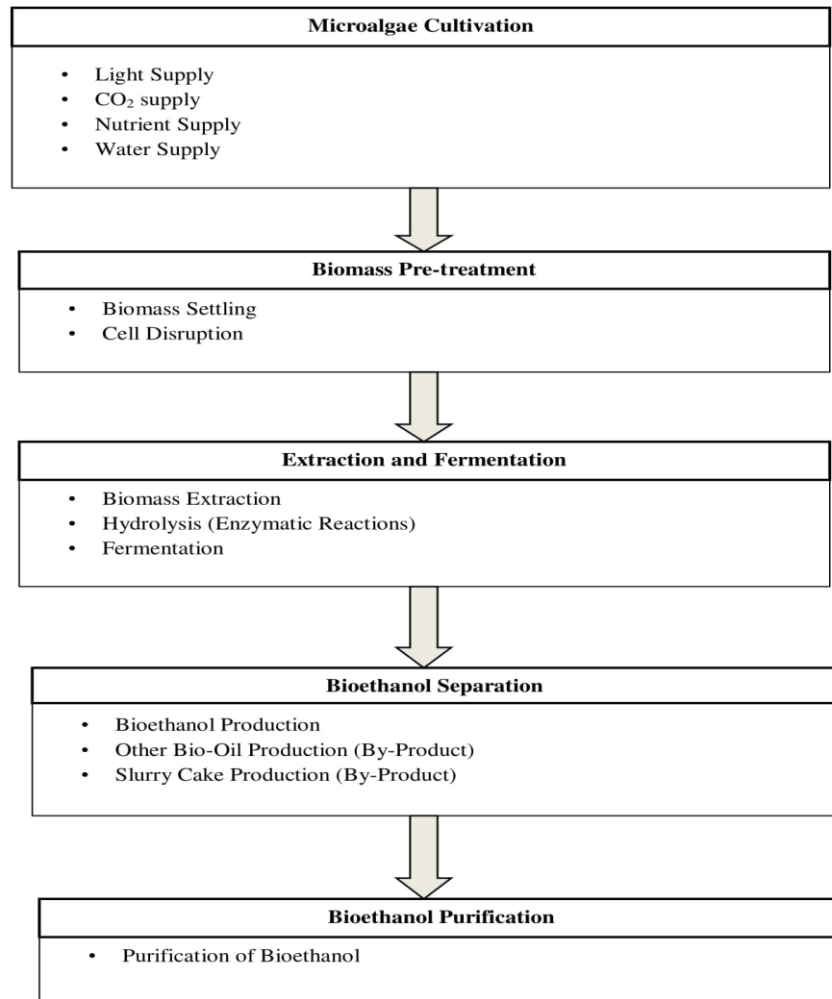 Microalgae Cultivation
• Light Supply
• CO₂ supply
• Nutrient Supply
• Water Supply
Biomass Pre-treatment
• Biomass Settling
• Cell Disruption
Extraction and Fermentation
• Biomass Extraction
• Hydrolysis (Enzymatic Reactions)
• Fermentation
Bioethanol Separation
• Bioethanol Production
• Other Bio-Oil Production (By-Product)
• Slurry Cake Production (By-Product)
Bioethanol Purification
• Purification of Bioethanol